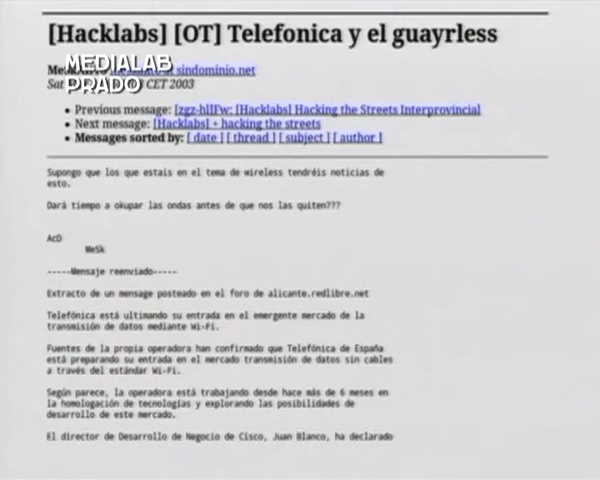 [Hacklabs] [OT] Telefonica y el guayrless
MEDIALAB
PRADO
sindominio.net
Sat CET 2003
Previous message: [zgz-hl]Fw: [Hacklabs] Hacking the Streets Interprovincial
Next message: [Hacklabs] + hacking the streets
Messages sorted by: [ date ] [ thread ] [ subject ] [ author ]
Supongo que los que estais en el tema de wireless tendréis noticias de
esto.
Dará tiempo a okupar las ondas antes de que nos las quiten???
AcD
MeSk
-----Mensaje reenviado-----
Extracto de un mensage posteado en el foro de alicante.redlibre.net
Telefónica está ultimando su entrada en el emergente mercado de la
transmisión de datos mediante Wi-Fi.
Fuentes de la propia operadora han confirmado que Telefónica de España
está preparando su entrada en el mercado transmisión de datos sin cables
a través del estándar Wi-Fi.
Según parece, la operadora está trabajando desde hace más de 6 meses en
la homologación de tecnologías y explorando las posibilidades de
desarrollo de este mercado.
El director de Desarrollo de Negocio de Cisco, Juan Blanco, ha declarado